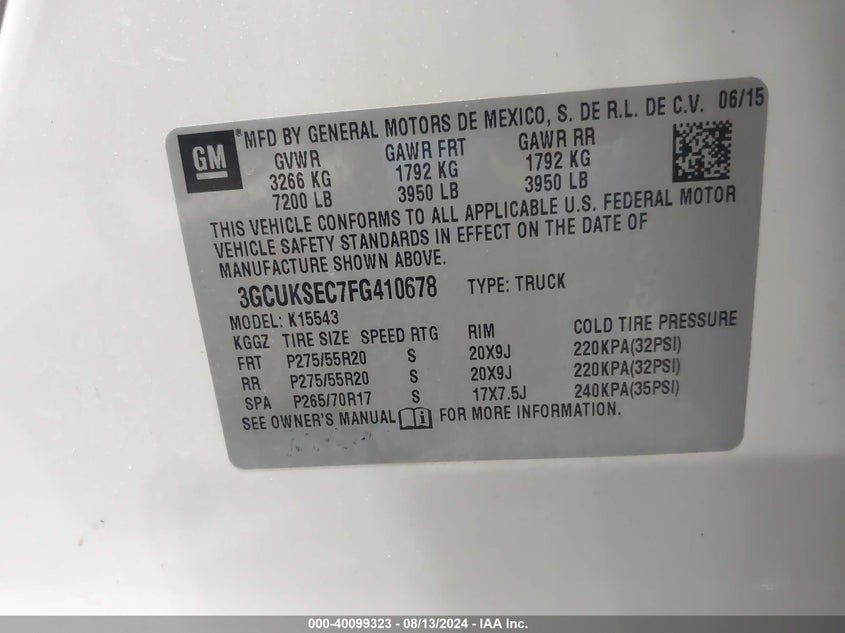 *MFD BY GENERAL MOTORS DE MEXICO, S. DE R.L. DE C.V. 06/15
GM
GVWR GAWR FRT GAWR RR
3266 KG 1792 KG 1792 KG
7200 LB 3950 LB 3950 LB
THIS VEHICLE CONFORMS TO ALL APPLICABLE U.S. FEDERAL MOTOR
VEHICLE SAFETY STANDARDS IN EFFECT ON THE DATE OF
MANUFACTURE SHOWN ABOVE.
3GCUKSEC7FG410678 TYPE: TRUCK
MODEL: K15543
KGGZ TIRE SIZE SPEED RTG RIM COLD TIRE PRESSURE
FRT P275/55R20 S 20X9J 220KPA(32PSI)
RR P275/55R20 S 20X9J 220KPA(32PSI)
SPA P265/70R17 S 17X7.5J 240KPA(35PSI)
SEE OWNER'S MANUAL FOR MORE INFORMATION.
000-40099323 - 08/13/2024 - IAA Inc.